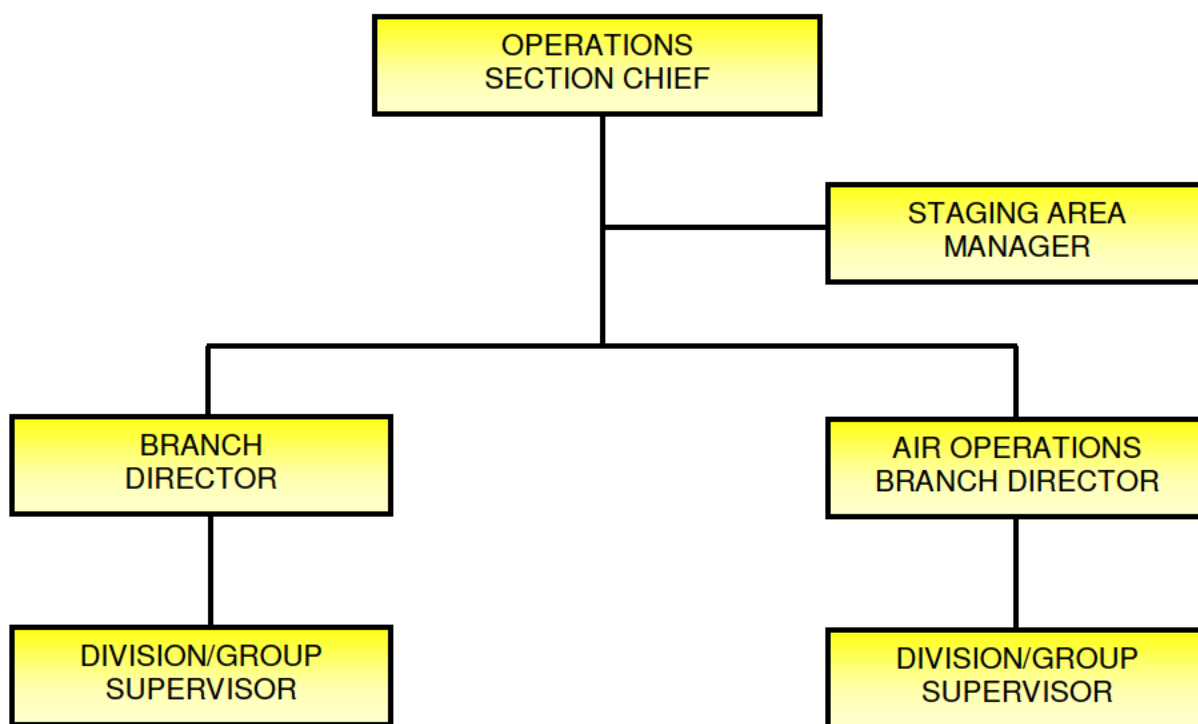 OPERATIONS
SECTION CHIEF
STAGING AREA
MANAGER
BRANCH
DIRECTOR
AIR OPERATIONS
BRANCH DIRECTOR
DIVISION/GROUP
SUPERVISOR
DIVISION/GROUP
SUPERVISOR